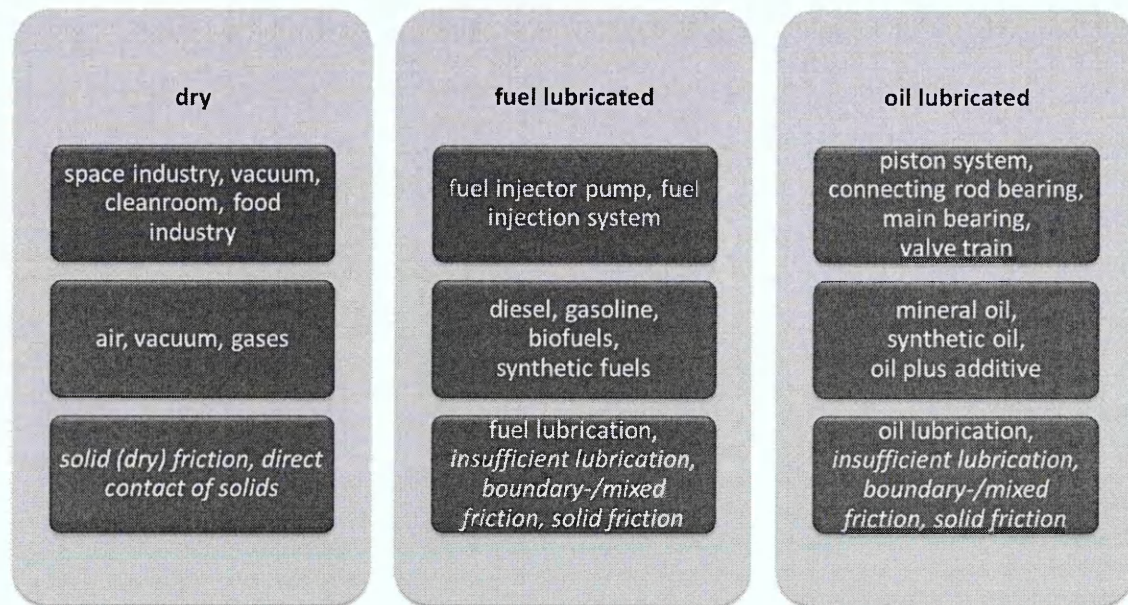 dry
space industry, vacuum,
cleanroom, food
industry
air, vacuum, gases
solid (dry) friction, direct
contact of solids
fuel lubricated
fuel injector pump, fuel
injection system
diesel, gasoline,
biofuels,
synthetic fuels
fuel lubrication,
insufficient lubrication,
boundary-/mixed
friction, solid friction
oil lubricated
piston system,
connecting rod bearing,
main bearing,
valve train
mineral oil,
synthetic oil,
oil plus additive
oil lubrication,
insufficient lubrication,
boundary-/mixed
friction, solid friction